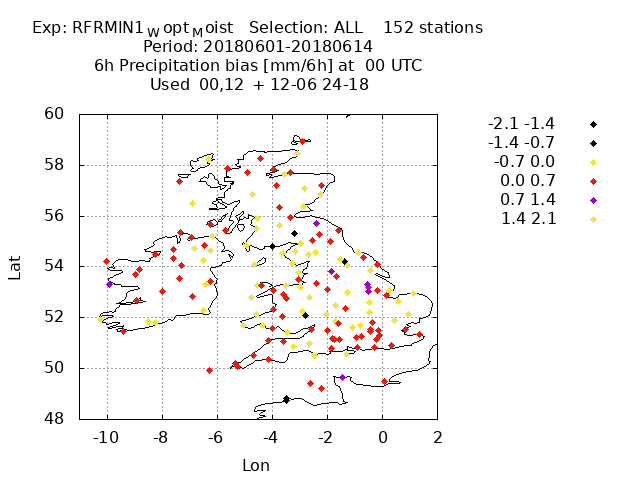 Exp: RFRMIN1WoptMoist Selection: ALL 152 stations
Period: 20180601-20180614
6h Precipitation bias [mm/6h] at 00 UTC
Used 00,12 + 12-06 24-18
60
58
56
54
52
50
48
Lat
-10 -8 -6 -4 -2 0 2
Lon
-2.1 -1.4
-1.4 -0.7
-0.7 0.0
0.0 0.7
0.7 1.4
1.4 2.1